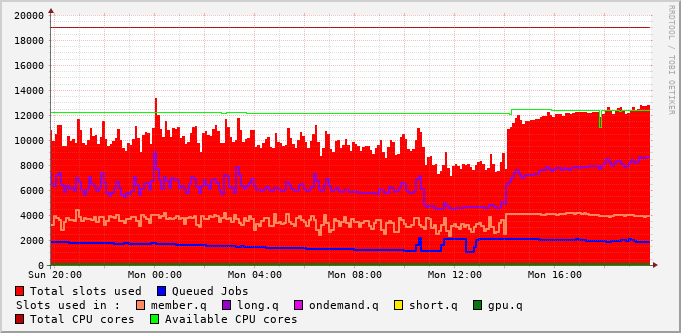 RRDTOOL / TOBI OETIKER
20000
18000
16000
14000
12000
10000
8000
6000
4000
2000
0
Sun 20:00 Mon 00:00 Mon 04:00 Mon 08:00 Mon 12:00 Mon 16:00
Total slots used Queued Jobs
Slots used in : member.q long.q ondemand.q short.q gpu.q
Total CPU cores Available CPU cores